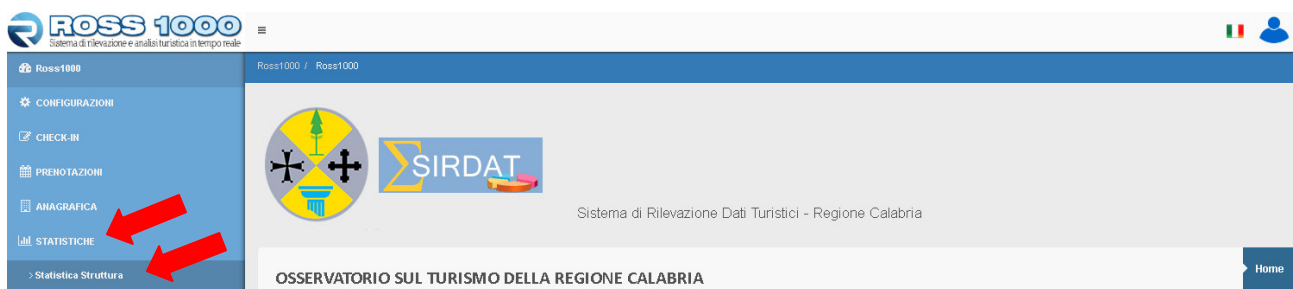 ROSS 1000
Sistema di rilevazione e analisi turistica in tempo reale
Ross1000
Ross1000 / Ross1000
CONFIGURAZIONI
CHECK-IN
PRENOTAZIONI
ANAGRAFICA
STATISTICHE
> Statistica Struttura
ΣSIRDAT
Sistema di Rilevazione Dati Turistici - Regione Calabria
OSSERVATORIO SUL TURISMO DELLA REGIONE CALABRIA
Home